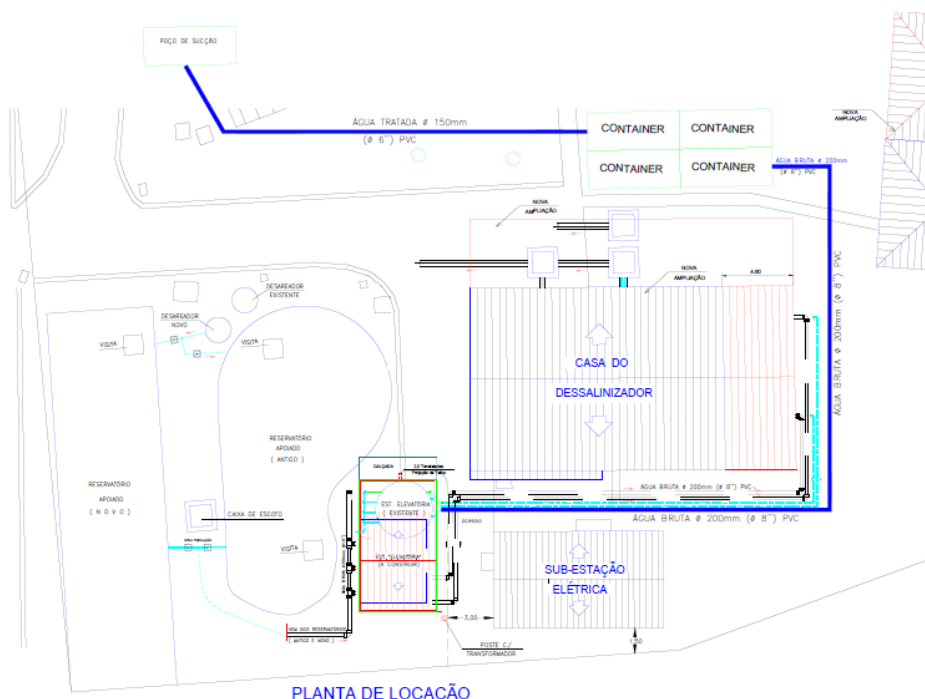 POÇO DE SUCÇÃO
ÁGUA TRATADA ø 150mm
(ø 6'') PVC
CONTAINER
CONTAINER
CONTAINER
CONTAINER
NOVA
AMPLIAÇÃO
ÁGUA BRUTA ø 200mm
(ø 8'') PVC
NOVA
AMPLIAÇÃO
NOVA
AMPLIAÇÃO
4.80
DESAREADOR
EXISTENTE
DESAREADOR
NOVO
VISITA
VISITA
CASA DO
DESSALINIZADOR
ÁGUA BRUTA ø 200mm (ø 8'') PVC
RESERVATÓRIO
APOIADO
( ANTIGO )
RESERVATÓRIO
APOIADO
( N O V O )
CALÇADA
CAIXA DE ESGOTO
EST. ELEVATÓRIA
( EXISTENTE )
ÁGUA BRUTA ø 200mm (ø 8'') PVC
ÁGUA BRUTA ø 200mm (ø 8'') PVC
VISITA
EST. ELEVATÓRIA
(A CONSTRUIR)
SUB-ESTAÇÃO
ELÉTRICA
3,00
1,50
VEM DOS RESERVATÓRIOS
( ANTIGO E NOVO )
POSTE C/
TRANSFORMADOR
PLANTA DE LOCAÇÃO